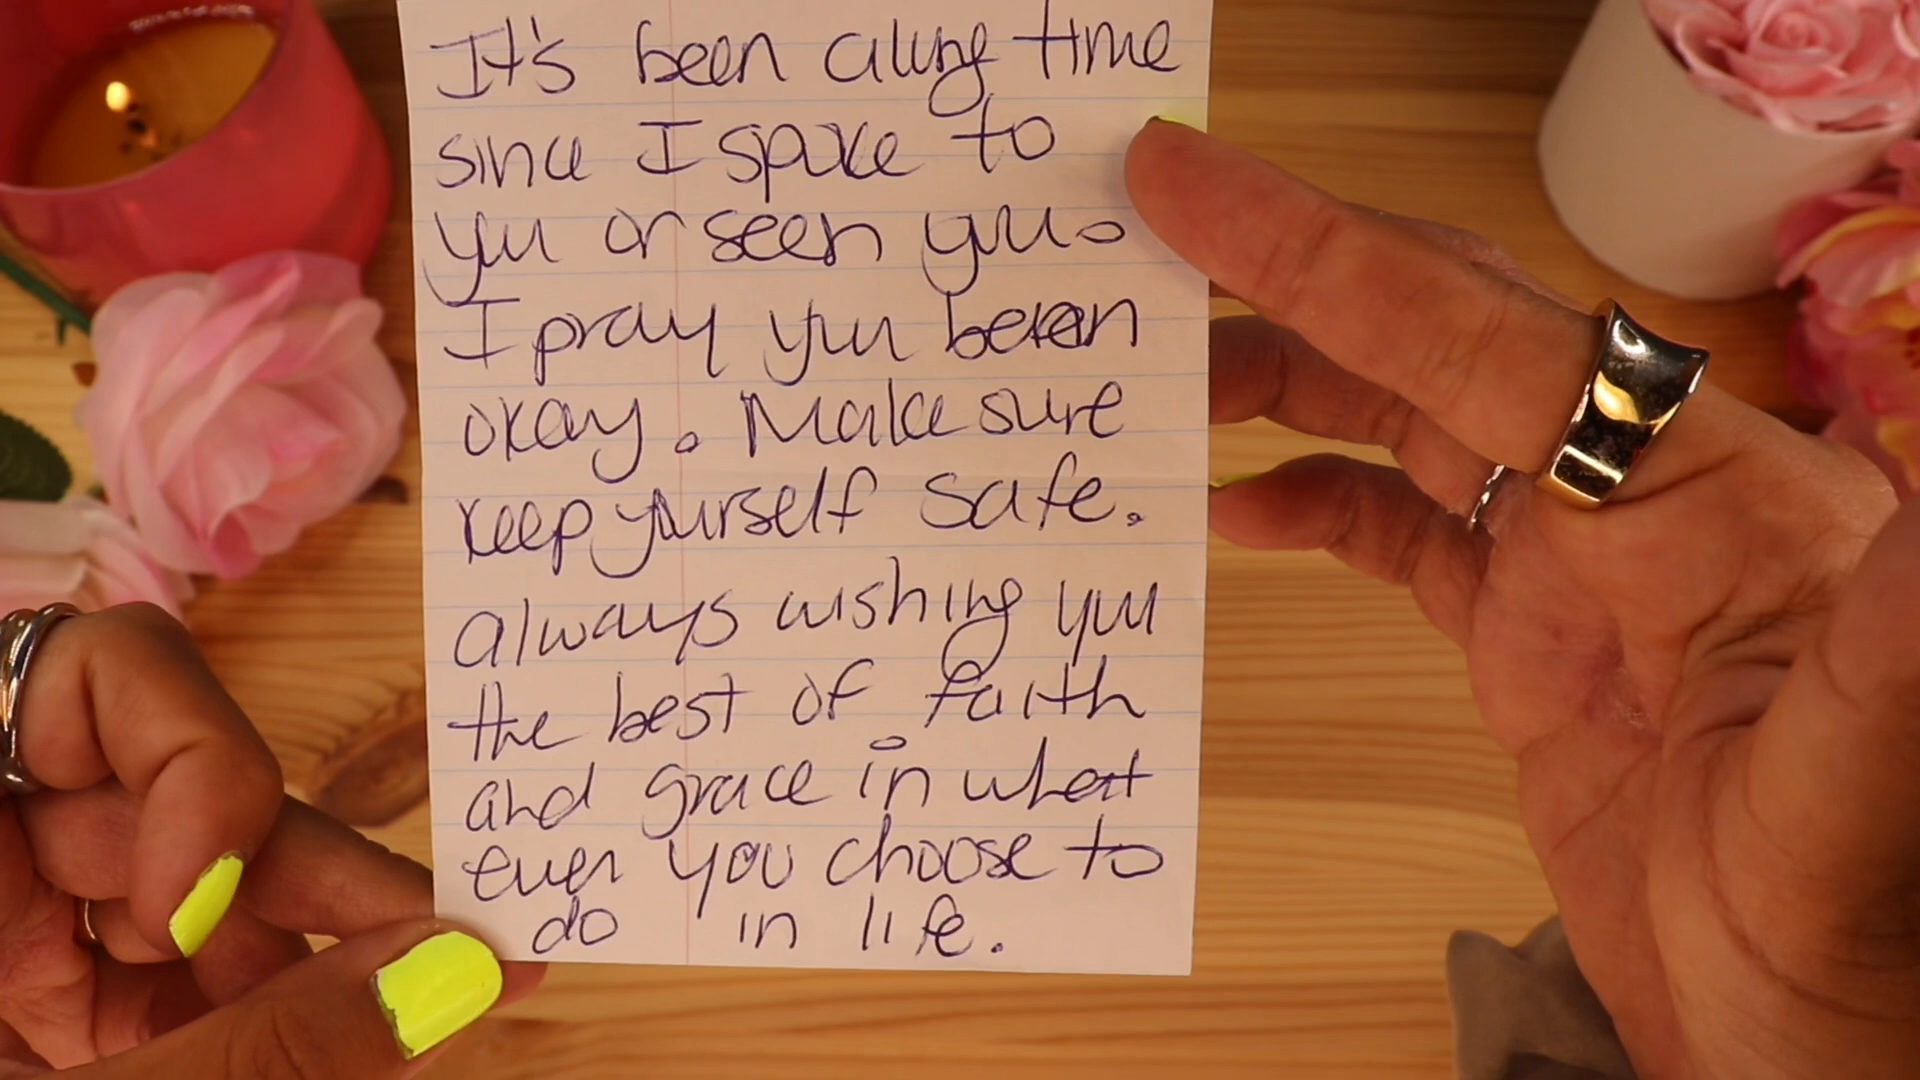 It's been a long time
since I spoke to
you or seen you.
I pray you been
okay. Make sure
keep yourself safe.
always wishing you
the best of faith
and grace in what
ever you choose to
do in life.